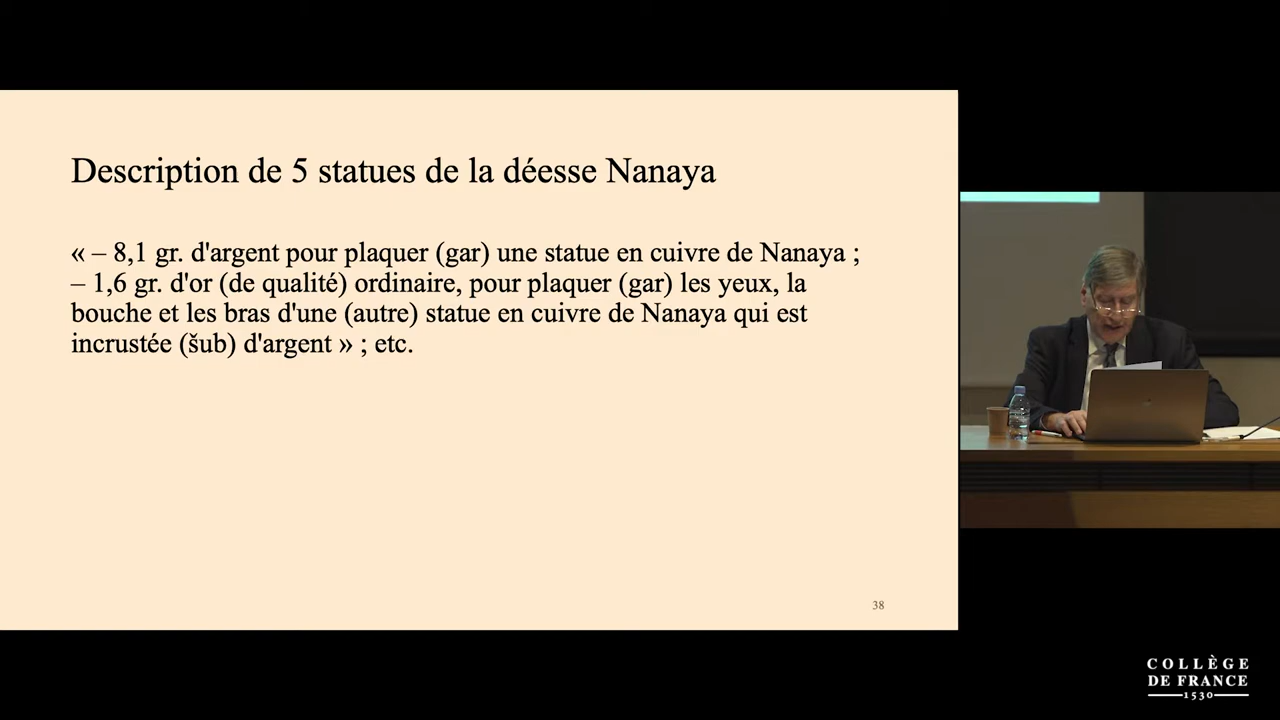 Description de 5 statues de la déesse Nanaya
« – 8,1 gr. d'argent pour plaquer (gar) une statue en cuivre de Nanaya ;
– 1,6 gr. d'or (de qualité) ordinaire, pour plaquer (gar) les yeux, la
bouche et les bras d'une (autre) statue en cuivre de Nanaya qui est
incrustée (šub) d'argent » ; etc.
38
COLLÈGE
DE FRANCE
1530